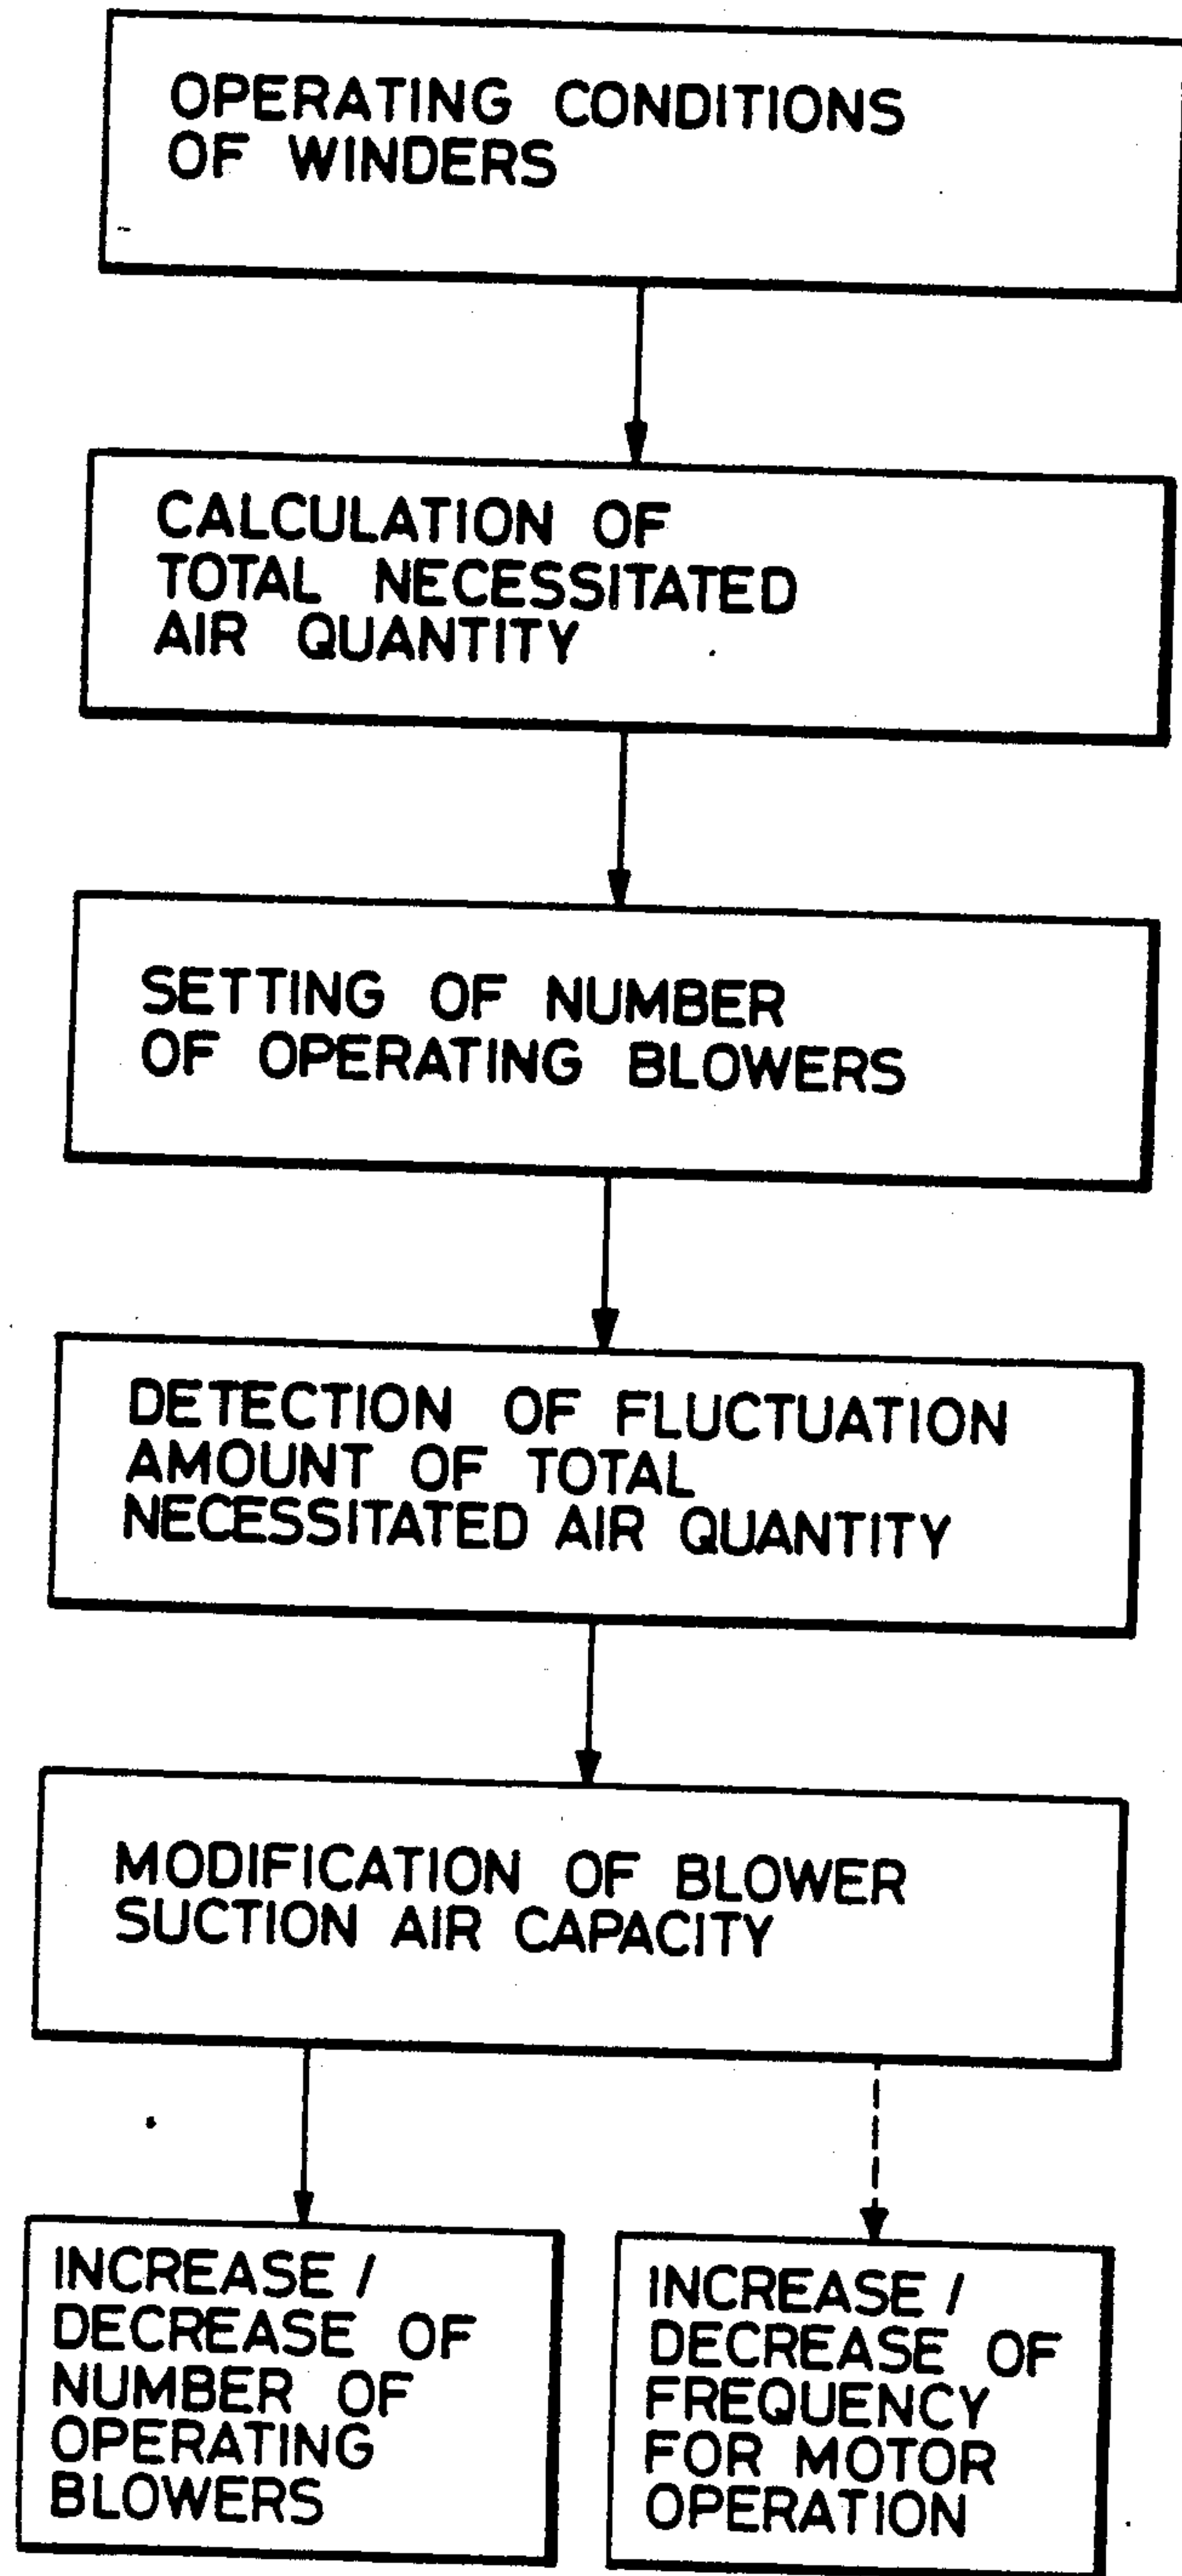 OPERATING CONDITIONS
OF WINDERS
CALCULATION OF
TOTAL NECESSITATED
AIR QUANTITY
SETTING OF NUMBER
OF OPERATING BLOWERS
DETECTION OF FLUCTUATION
AMOUNT OF TOTAL
NECESSITATED AIR QUANTITY
MODIFICATION OF BLOWER
SUCTION AIR CAPACITY
INCREASE /
DECREASE OF
NUMBER OF
OPERATING
BLOWERS
INCREASE /
DECREASE OF
FREQUENCY
FOR MOTOR
OPERATION